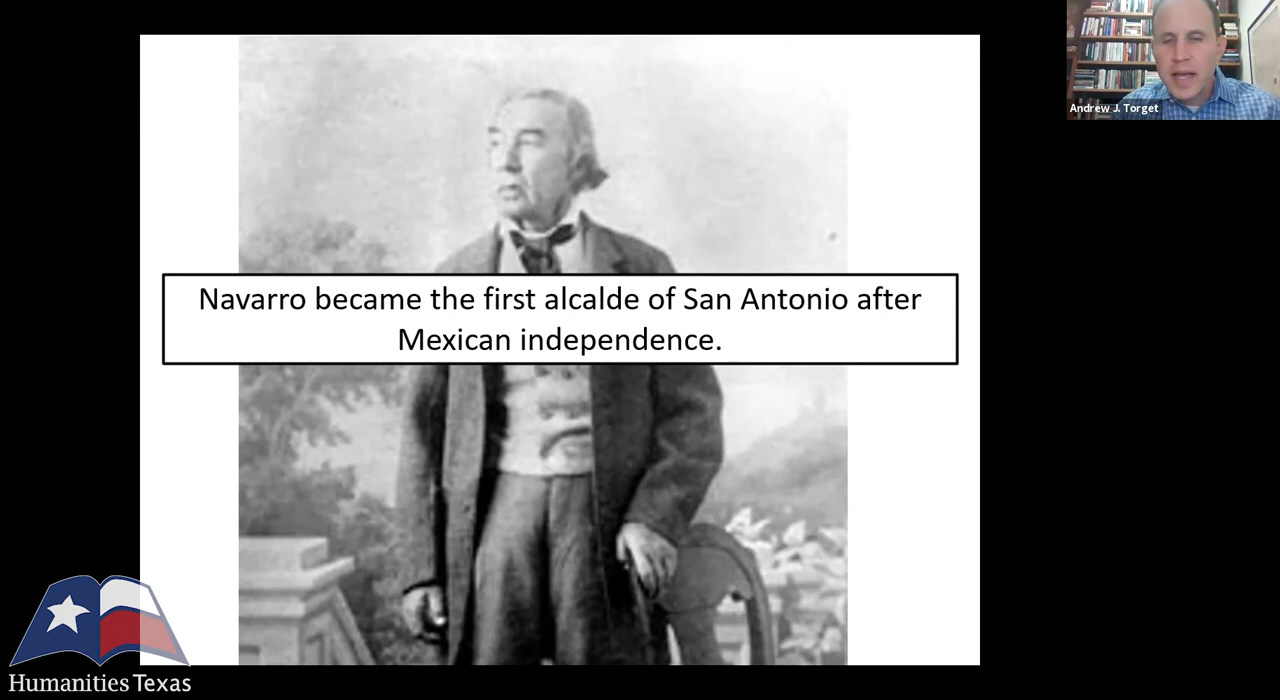 Andrew J. Torget
Navarro became the first alcalde of San Antonio after
Mexican independence.
Humanities Texas